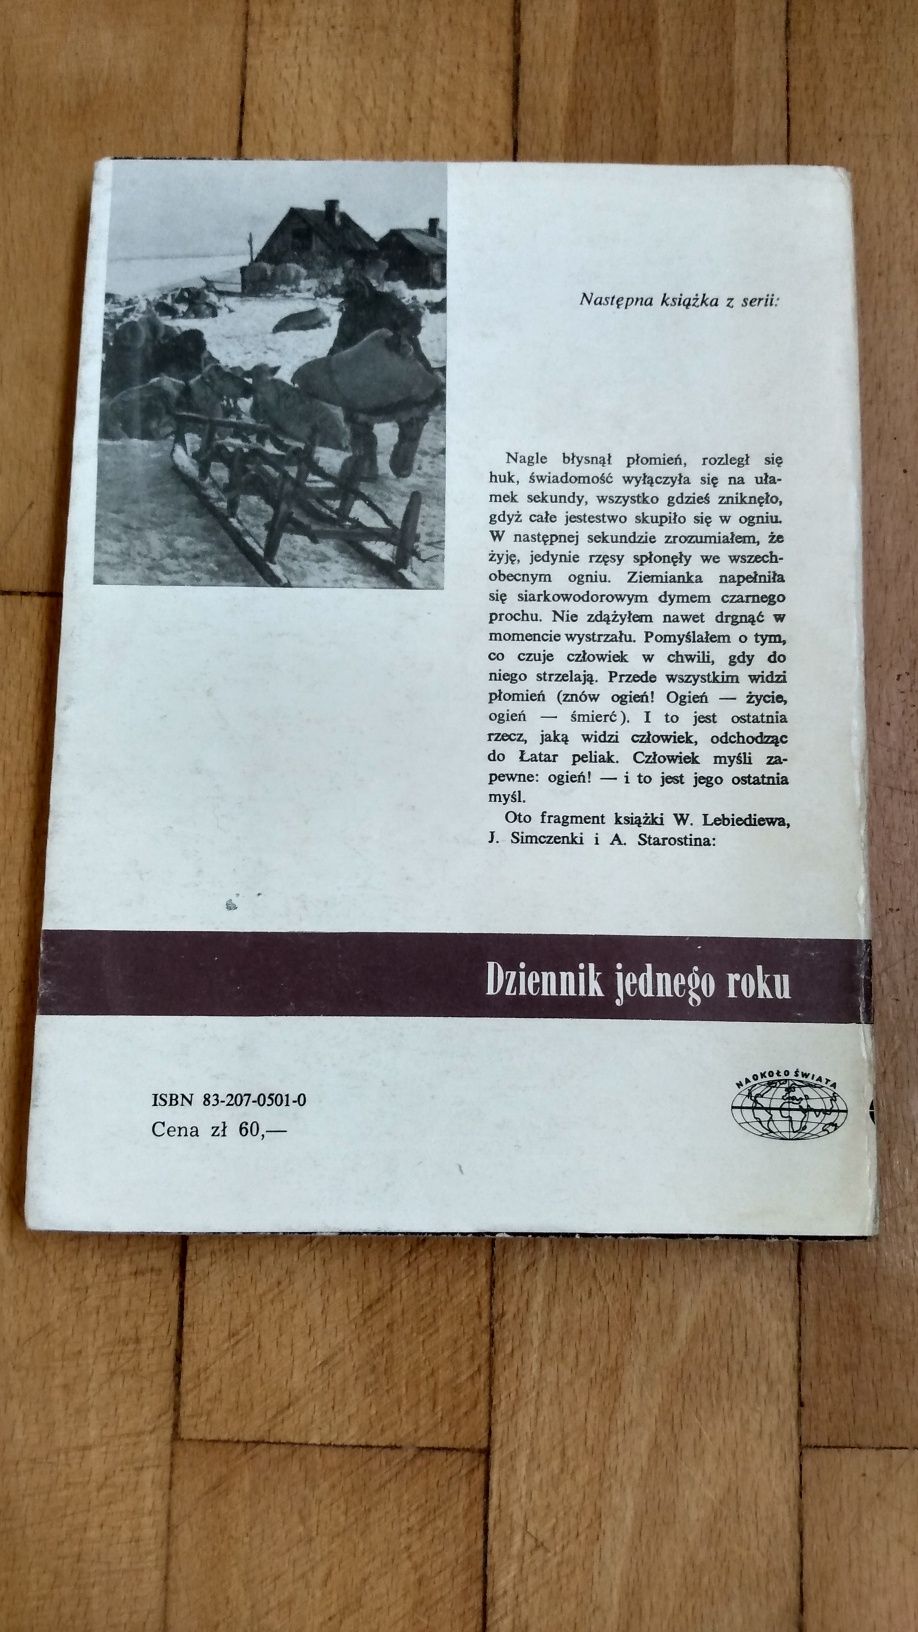 Następna książka z serii:
Nagle błysnął płomień, rozległ się
huk, świadomość wyłączyła się na uła-
mek sekundy, wszystko gdzieś zniknęło,
gdyż całe jestestwo skupiło się w ogniu.
W następnej sekundzie zrozumiałem, że
żyję, jedynie rzęsy spłonęły we wszech-
obecnym ogniu. Ziemianka napełniła
się siarkowodorowym dymem czarnego
prochu. Nie zdążyłem nawet drgnąć w
momencie wystrzału. Pomyślałem o tym,
co czuje człowiek w chwili, gdy do
niego strzelają. Przede wszystkim widzi
płomień (znów ogień! Ogień — życie,
ogień — śmierć). I to jest ostatnia
rzecz, jaką widzi człowiek, odchodząc
do Łatar peliak. Człowiek myśli za-
pewne: ogień! — i to jest jego ostatnia
myśl.
Oto fragment książki W. Lebiediewa,
J. Simczenki i A. Starostina:
Dziennik jednego roku
NAOKOŁO ŚWIATA
ISBN 83-207-0501-0
Cena zł 60,—